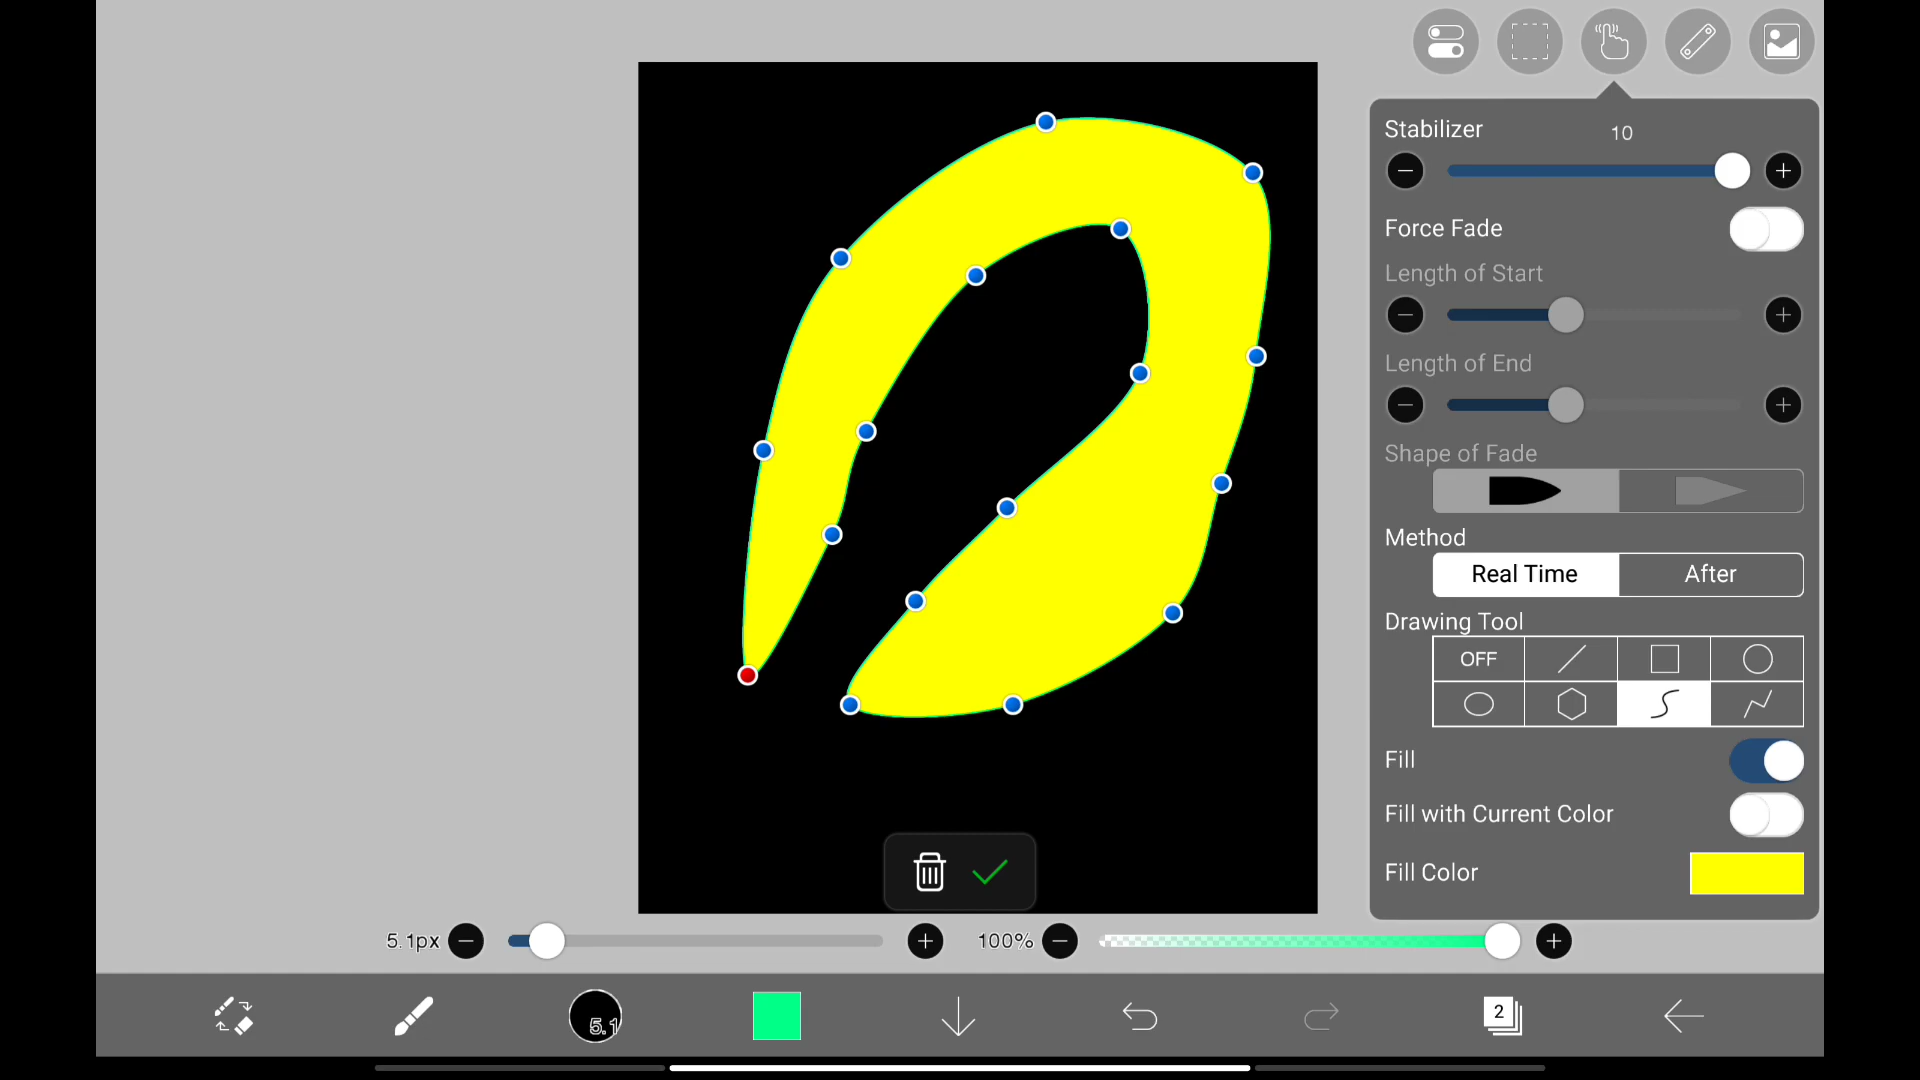 Stabilizer 10
Force Fade
Length of Start
Length of End
Shape of Fade
Method
Real Time After
Drawing Tool
OFF
Fill
Fill with Current Color
Fill Color
5.1px 100%
5.1 2